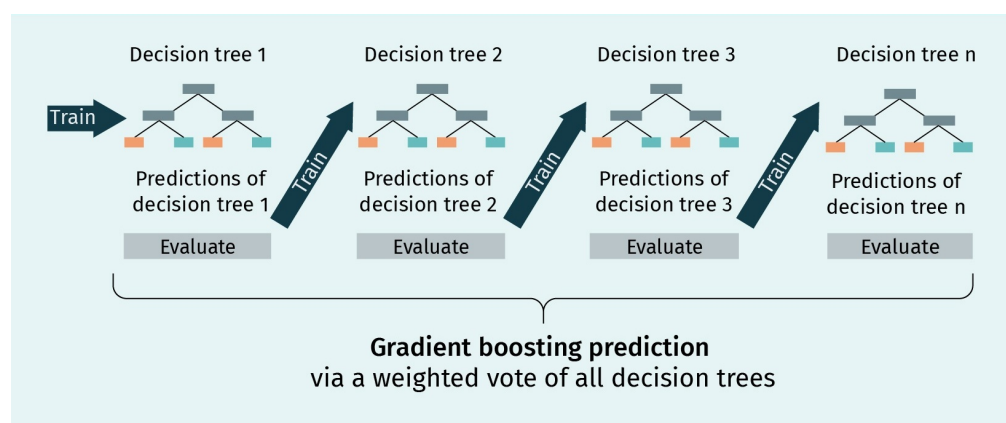 Decision tree 1
Decision tree 2
Decision tree 3
Decision tree n
Train
Train
Train
Train
Predictions of
decision tree 1
Predictions of
decision tree 2
Predictions of
decision tree 3
Predictions of
decision tree n
Evaluate
Evaluate
Evaluate
Evaluate
Gradient boosting prediction
via a weighted vote of all decision trees